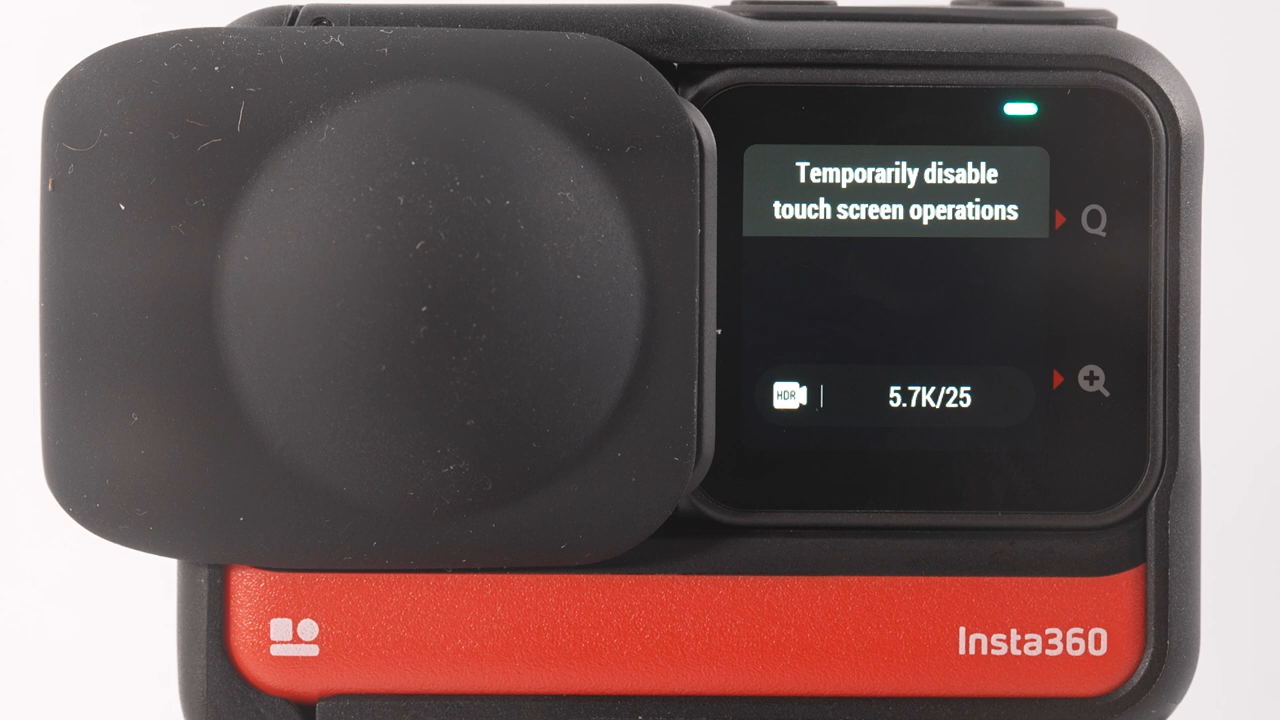 Temporarily disable
touch screen operations
Q
HDR
5.7K/25
Insta360